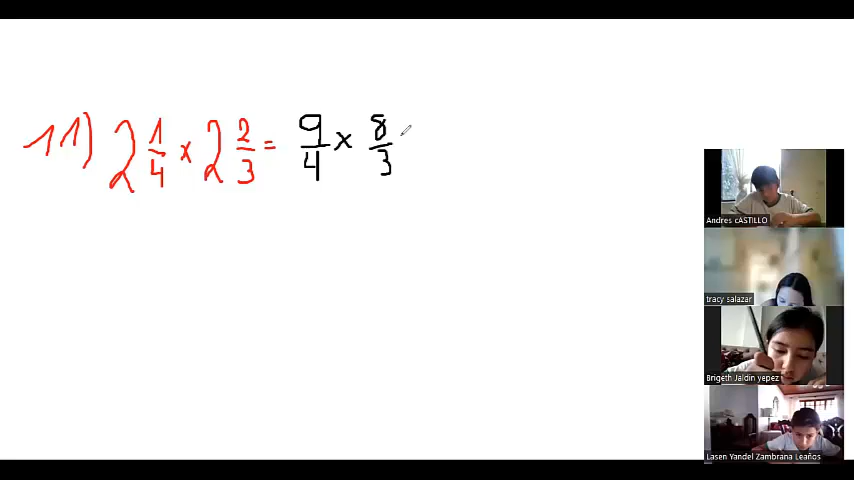 11) 2 1/4 x 2 2/3 = 9/4 x 8/3
Andres cASTILLO
tracy salazar
Brigeth Jaldin yepez
Lasen Yandel Zambrana Leaños